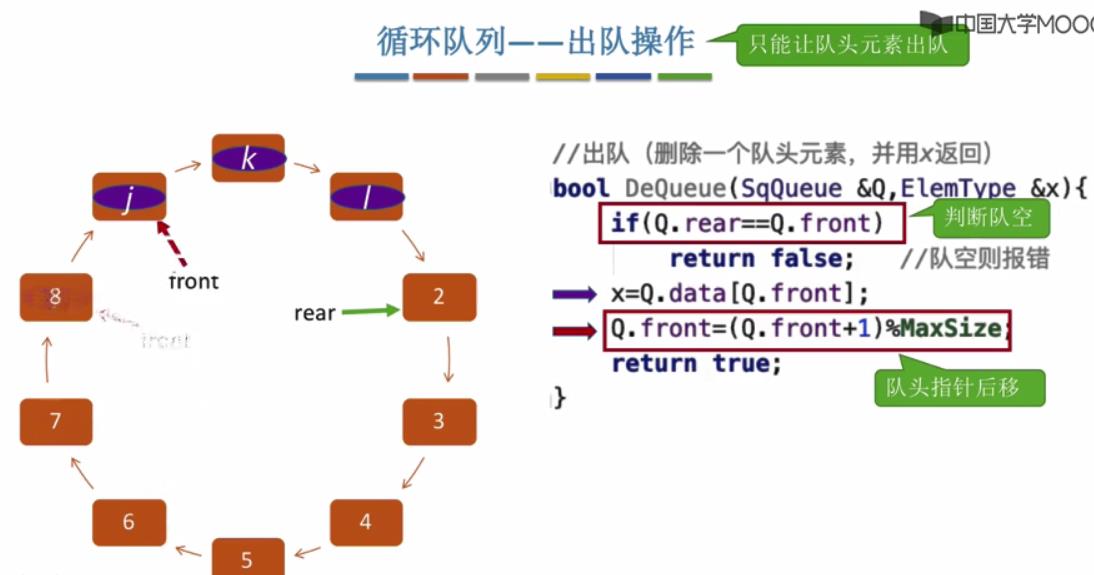 中国大学MOOC
循环队列——出队操作
只能让队头元素出队
k
j
l
front
8
front
rear
2
7
3
6
4
5
//出队（删除一个队头元素，并用x返回）
bool DeQueue(SqQueue &Q,ElemType &x){
if(Q.rear==Q.front)
判断队空
return false; //队空则报错
x=Q.data[Q.front];
Q.front=(Q.front+1)%MaxSize;
return true;
队头指针后移
}